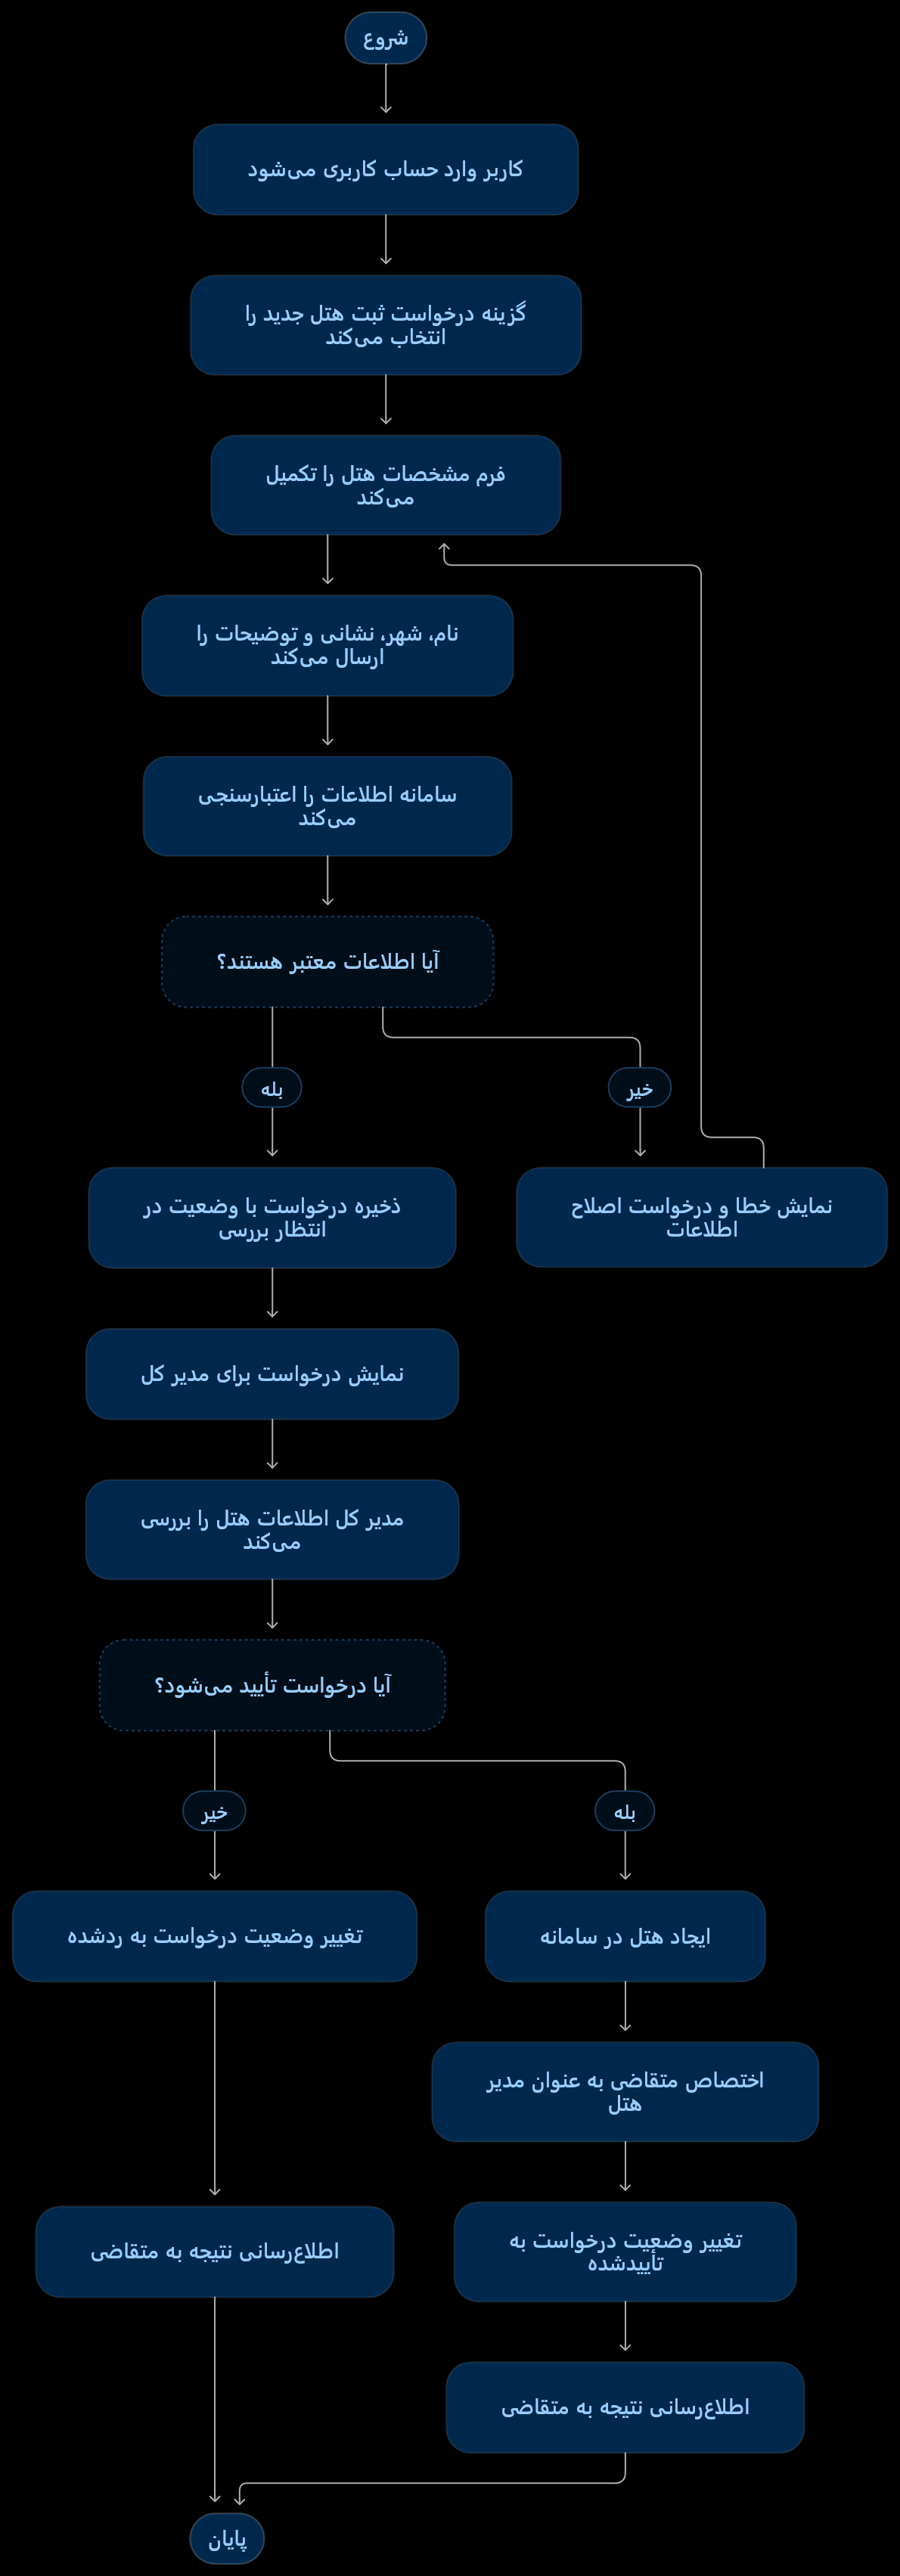 شروع
کاربر وارد حساب کاربری می‌شود
گزینه درخواست ثبت هتل جدید را
انتخاب می‌کند
فرم مشخصات هتل را تکمیل
می‌کند
نام، شهر، نشانی و توضیحات را
ارسال می‌کند
سامانه اطلاعات را اعتبارسنجی
می‌کند
آیا اطلاعات معتبر هستند؟
بله
خیر
ذخیره درخواست با وضعیت در
انتظار بررسی
نمایش خطا و درخواست اصلاح
اطلاعات
نمایش درخواست برای مدیر کل
مدیر کل اطلاعات هتل را بررسی
می‌کند
آیا درخواست تأیید می‌شود؟
خیر
بله
تغییر وضعیت درخواست به ردشده
ایجاد هتل در سامانه
اختصاص متقاضی به عنوان مدیر
هتل
اطلاع‌رسانی نتیجه به متقاضی
تغییر وضعیت درخواست به
تأییدشده
اطلاع‌رسانی نتیجه به متقاضی
پایان